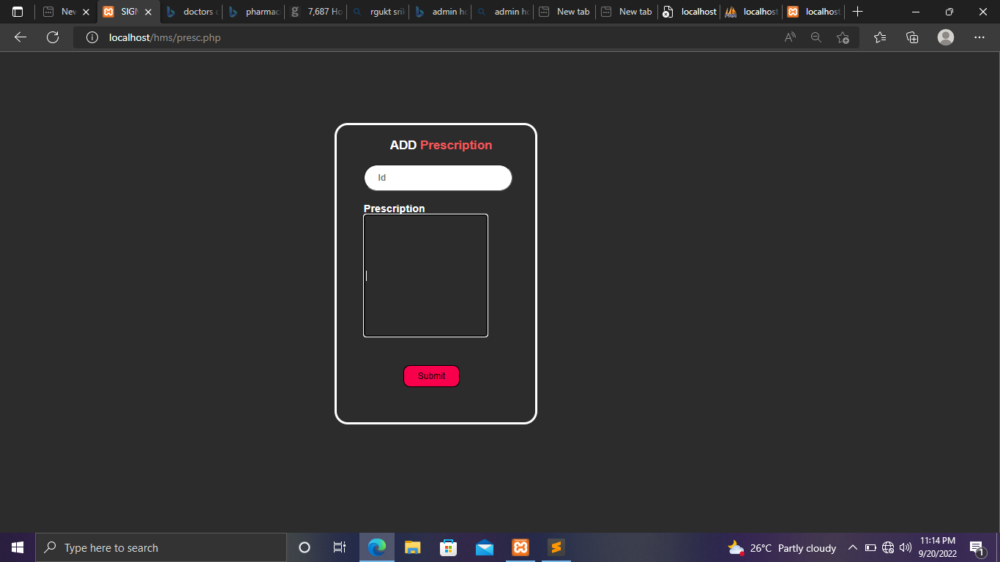 New
SIGN
doctors c
pharmac
7,687 Ho
rgukt srik
admin ho
admin ho
New tab
New tab
localhost
localhost
localhost
localhost/hms/presc.php
ADD Prescription
Id
Prescription
Submit
Type here to search
26°C Partly cloudy
11:14 PM
9/20/2022
1